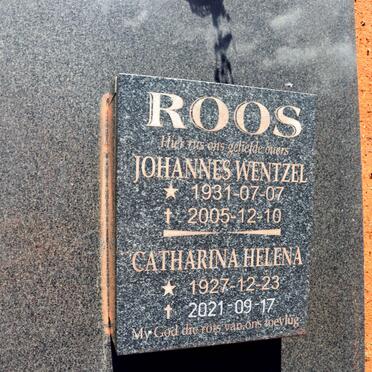 ROOS
Hier rus ons geliefde ouers
JOHANNES WENTZEL
★ 1931-07-07
✝ 2005-12-10
CATHARINA HELENA
★ 1927-12-23
✝ 2021-09-17
My God die rots van ons toevlug